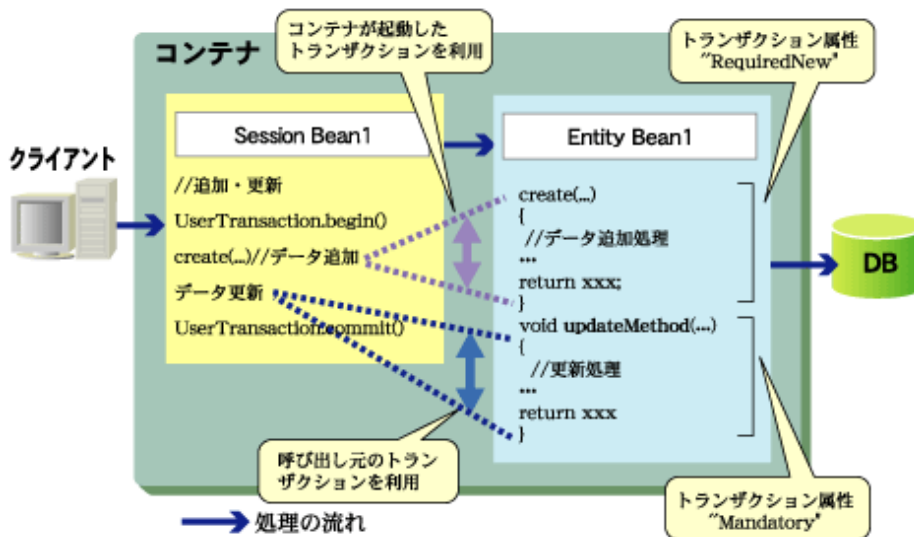 コンテナ
コンテナが起動した
トランザクションを利用
トランザクション属性
"RequiredNew"
クライアント
Session Bean1
//追加・更新
UserTransaction.begin()
create(...)//データ追加
データ更新
UserTransaction.commit()
Entity Bean1
create(...)
{
//データ追加処理
...
return xxx;
}
void updateMethod(...)
{
//更新処理
...
return xxx
}
DB
呼び出し元のトラン
ザクションを利用
トランザクション属性
"Mandatory"
処理の流れ